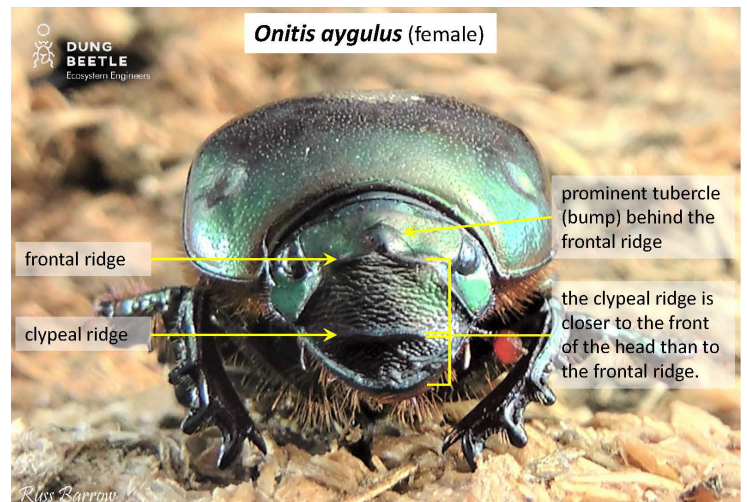 Onitis aygulus (female)
DUNG
BEETLE
Ecosystem Engineers
prominent tubercle
(bump) behind the
frontal ridge
frontal ridge
the clypeal ridge is
closer to the front
of the head than to
the frontal ridge.
clypeal ridge
Russ Barrow